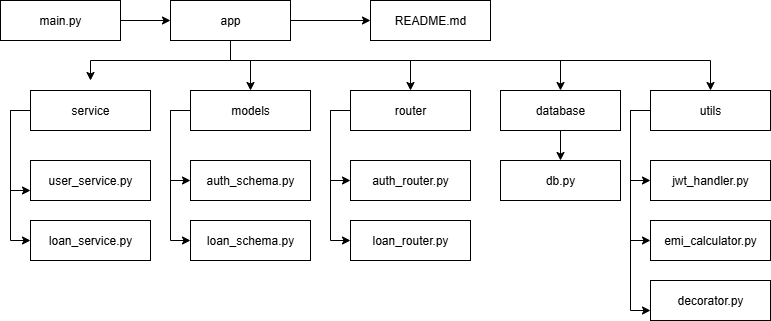 main.py
app
README.md
service
models
router
database
utils
user_service.py
auth_schema.py
auth_router.py
db.py
jwt_handler.py
loan_service.py
loan_schema.py
loan_router.py
emi_calculator.py
decorator.py